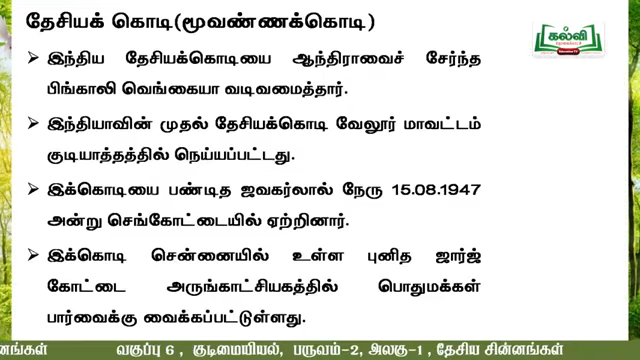 தேசியக் கொடி(மூவண்ணக்கொடி)
கல்வி
➢ இந்திய தேசியக்கொடியை ஆந்திராவைச் சேர்ந்த
பிங்காலி வெங்கையா வடிவமைத்தார்.
➢ இந்தியாவின் முதல் தேசியக்கொடி வேலூர் மாவட்டம்
குடியாத்தத்தில் நெய்யப்பட்டது.
➢ இக்கொடியை பண்டித ஜவகர்லால் நேரு 15.08.1947
அன்று செங்கோட்டையில் ஏற்றினார்.
➢ இக்கொடி சென்னையில் உள்ள புனித ஜார்ஜ்
கோட்டை அருங்காட்சியகத்தில் பொதுமக்கள்
பார்வைக்கு வைக்கப்பட்டுள்ளது.
னங்கள் வகுப்பு 6 , குடிமையியல், பருவம்-2, அலகு-1 , தேசிய சின்னங்கள்